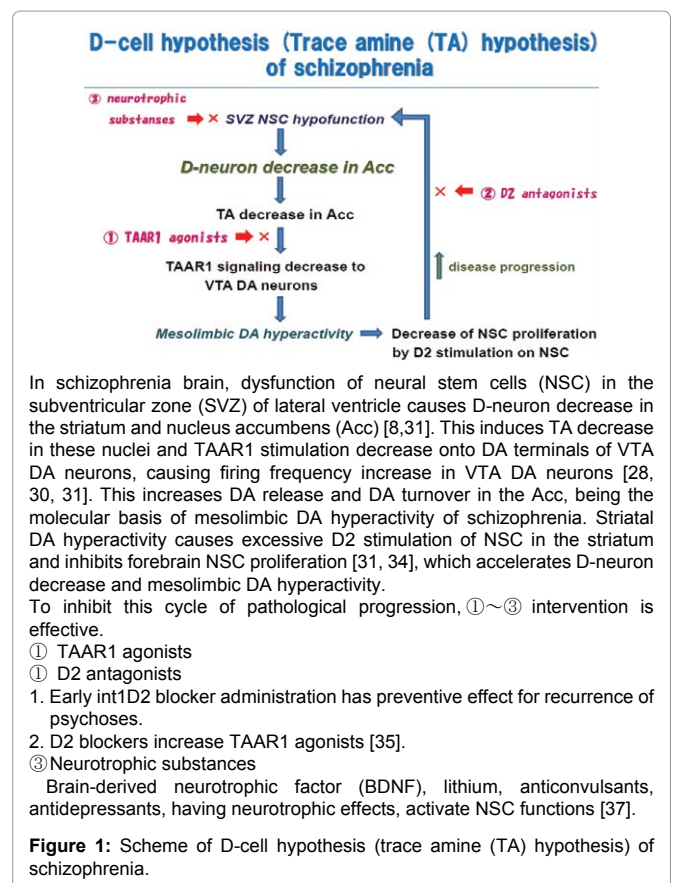 D-cell hypothesis (Trace amine (TA) hypothesis)
of schizophrenia
③ neurotrophic
substanses ➡ × SVZ NSC hypofunction
D-neuron decrease in Acc
× ⬅ ② D2 antagonists
TA decrease in Acc
① TAAR1 agonists ➡ ×
TAAR1 signaling decrease to
VTA DA neurons
disease progression
Mesolimbic DA hyperactivity
Decrease of NSC proliferation
by D2 stimulation on NSC
In schizophrenia brain, dysfunction of neural stem cells (NSC) in the
subventricular zone (SVZ) of lateral ventricle causes D-neuron decrease in
the striatum and nucleus accumbens (Acc) [8,31]. This induces TA decrease
in these nuclei and TAAR1 stimulation decrease onto DA terminals of VTA
DA neurons, causing firing frequency increase in VTA DA neurons [28,
30, 31]. This increases DA release and DA turnover in the Acc, being the
molecular basis of mesolimbic DA hyperactivity of schizophrenia. Striatal
DA hyperactivity causes excessive D2 stimulation of NSC in the striatum
and inhibits forebrain NSC proliferation [31, 34], which accelerates D-neuron
decrease and mesolimbic DA hyperactivity.
To inhibit this cycle of pathological progression, ①~③ intervention is
effective.
① TAAR1 agonists
① D2 antagonists
1. Early int1D2 blocker administration has preventive effect for recurrence of
psychoses.
2. D2 blockers increase TAAR1 agonists [35].
③Neurotrophic substances
Brain-derived neurotrophic factor (BDNF), lithium, anticonvulsants,
antidepressants, having neurotrophic effects, activate NSC functions [37].
Figure 1: Scheme of D-cell hypothesis (trace amine (TA) hypothesis) of
schizophrenia.